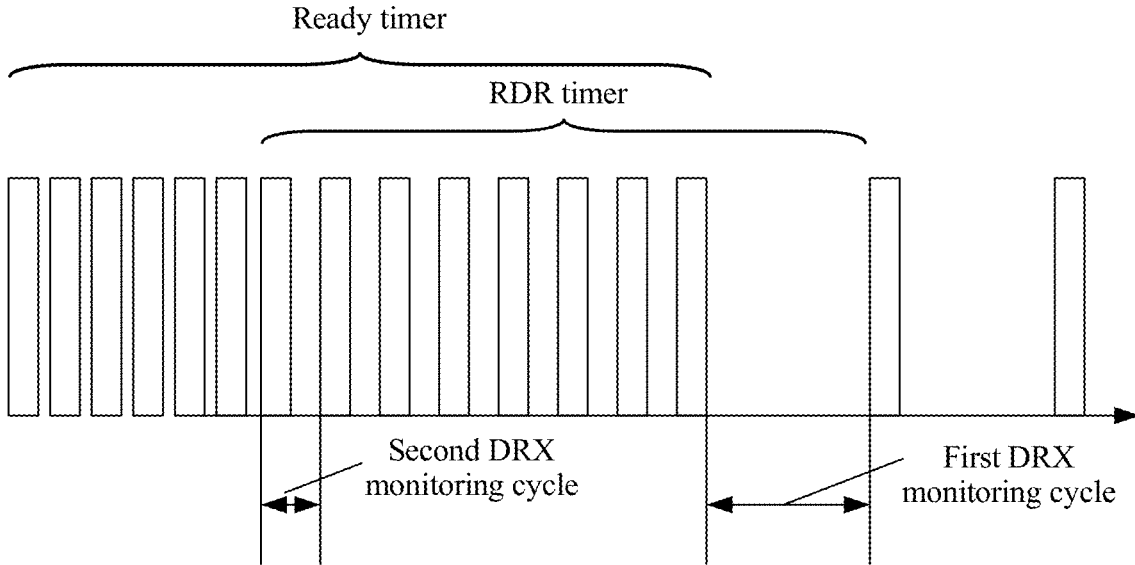 Ready timer
RDR timer
Second DRX
monitoring cycle
First DRX
monitoring cycle